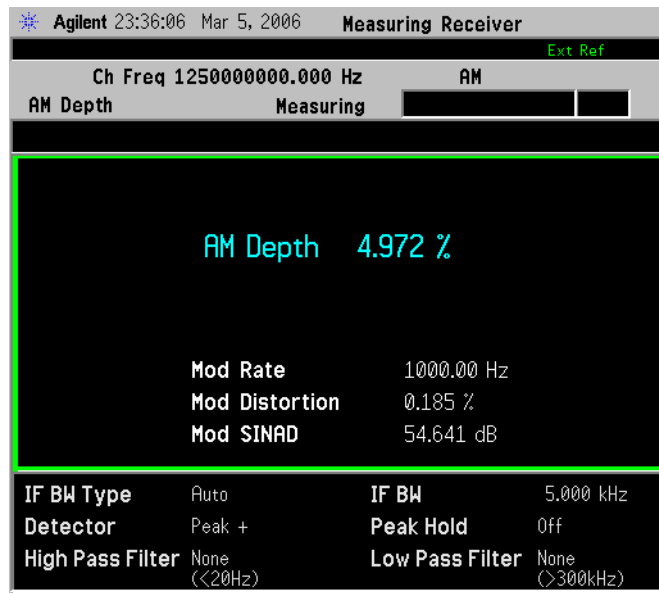 Agilent 23:36:06 Mar 5, 2006 Measuring Receiver
Ext Ref
Ch Freq 1250000000.000 Hz AM
AM Depth Measuring
AM Depth 4.972 %
Mod Rate 1000.00 Hz
Mod Distortion 0.185 %
Mod SINAD 54.641 dB
IF BW Type Auto IF BW 5.000 kHz
Detector Peak + Peak Hold Off
High Pass Filter None Low Pass Filter None
(<20Hz) (>300kHz)